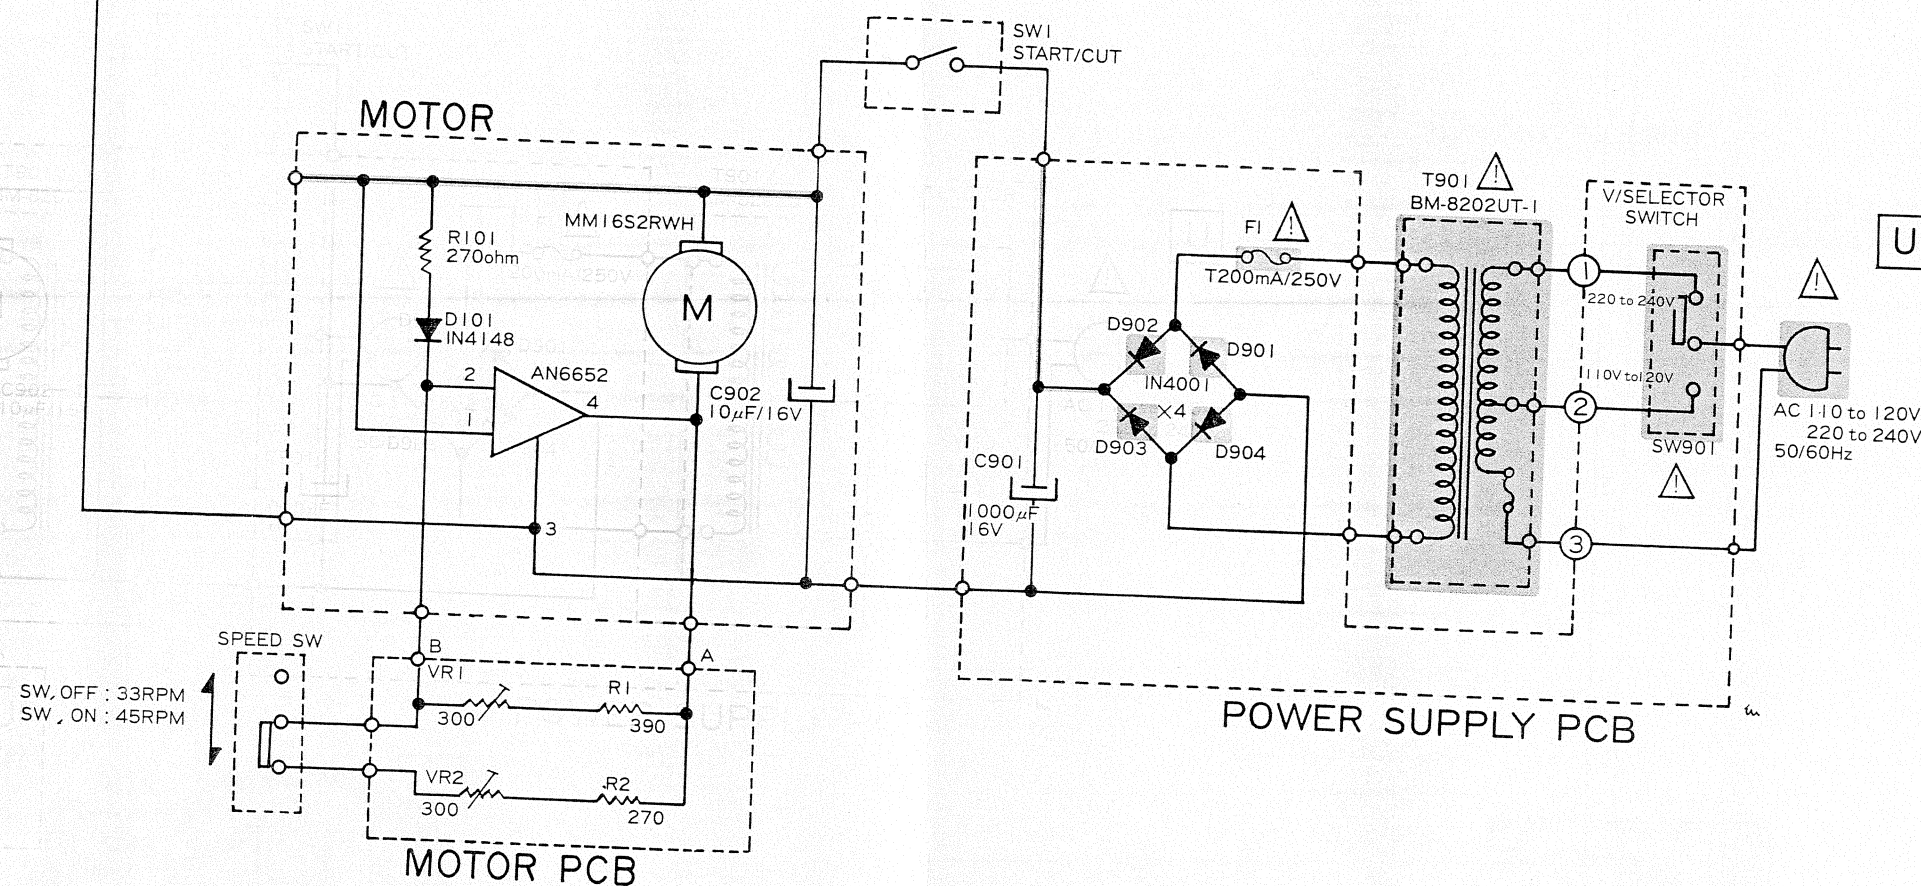 SW1
START/CUT
MOTOR
MM16S2RWH
R101
270ohm
M
D101
IN4148
2
AN6652
4
1
C902
10μF/16V
3
T901
BM-8202UT-1
V/SELECTOR
SWITCH
U
F1
T200mA/250V
1
220 to 240V
D902
D901
IN4001
×4
D903
D904
110V to 120V
2
AC 110 to 120V
220 to 240V
50/60Hz
SW901
C901
1000μF
16V
3
SPEED SW
B
A
SW, OFF : 33RPM
SW, ON : 45RPM
VR1
300
R1
390
VR2
300
R2
270
POWER SUPPLY PCB
MOTOR PCB